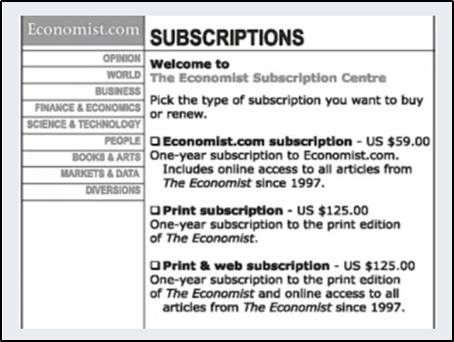 Economist.com
OPINION
WORLD
BUSINESS
FINANCE & ECONOMICS
SCIENCE & TECHNOLOGY
PEOPLE
BOOKS & ARTS
MARKETS & DATA
DIVERSIONS
SUBSCRIPTIONS
Welcome to
The Economist Subscription Centre
Pick the type of subscription you want to buy
or renew.
❑ Economist.com subscription - US $59.00
One-year subscription to Economist.com.
Includes online access to all articles from
The Economist since 1997.
❑ Print subscription - US $125.00
One-year subscription to the print edition
of The Economist.
❑ Print & web subscription - US $125.00
One-year subscription to the print edition
of The Economist and online access to all
articles from The Economist since 1997.